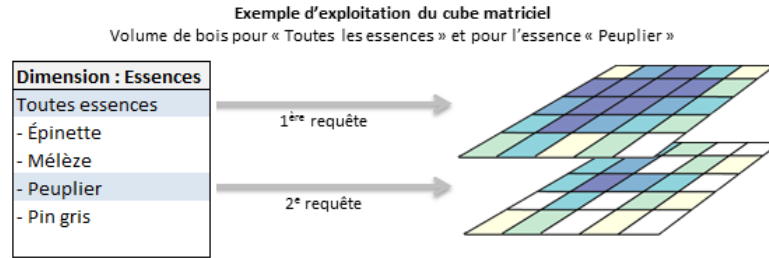 Exemple d’exploitation du cube matriciel
Volume de bois pour « Toutes les essences » et pour l’essence « Peuplier »
Dimension : Essences
Toutes essences
- Épinette
- Mélèze
- Peuplier
- Pin gris
1ère requête
2e requête